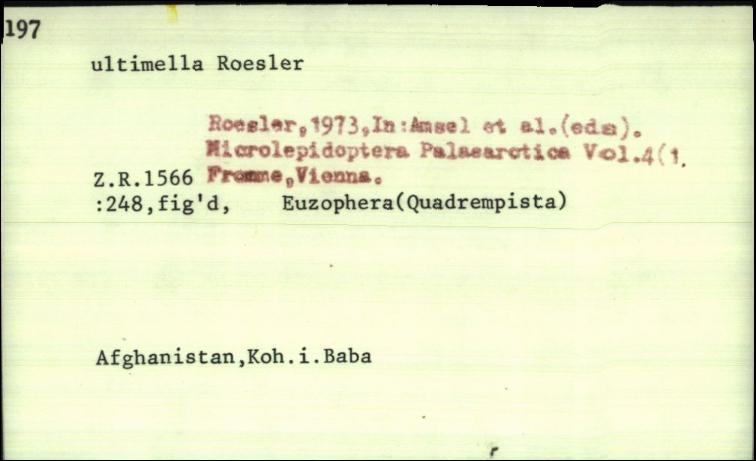 197
ultimella Roesler
Roesler,1973,In:Amsel et al.(eds).
Microlepidoptera Palaearctica Vol.4(1.
Z.R.1566 Fromme,Vienna.
:248,fig'd, Euzophera(Quadrempista)
Afghanistan,Koh.i.Baba